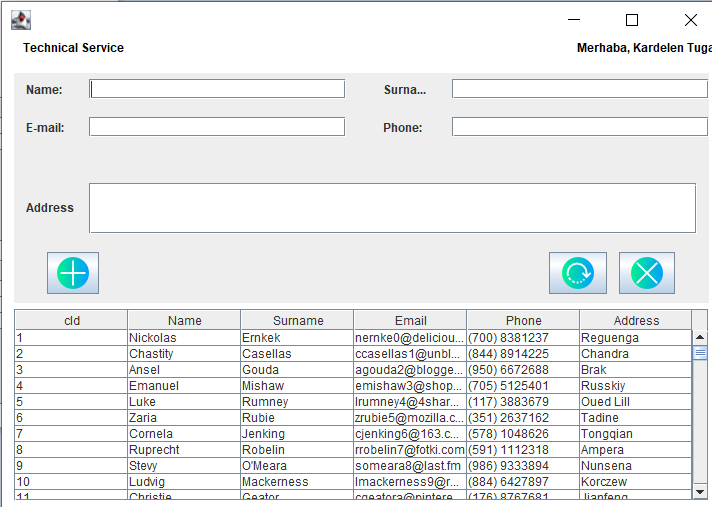 Technical Service Merhaba, Kardelen Tuga
Name: Surna...
E-mail: Phone:
Address
cId Name Surname Email Phone Address
1 Nickolas Ernkek nernke0@deliciou... (700) 8381237 Reguenga
2 Chastity Casellas ccasellas1@unbl... (844) 8914225 Chandra
3 Ansel Gouda agouda2@blogge... (950) 6672688 Brak
4 Emanuel Mishaw emishaw3@shop... (705) 5125401 Russkiy
5 Luke Rumney lrumney4@4shar... (117) 3883679 Oued Lill
6 Zaria Rubie zrubie5@mozilla.c... (351) 2637162 Tadine
7 Cornela Jenking cjenking6@163.c... (578) 1048626 Tongqian
8 Ruprecht Robelin rrobelin7@fotki.com (591) 1112318 Ampera
9 Stevy O'Meara someara8@last.fm (986) 9333894 Nunsena
10 Ludvig Mackerness lmackerness9@r... (884) 6427897 Korczew
11 Christie Geator cgeatora@pintere... (176) 8767681 Jianfeng